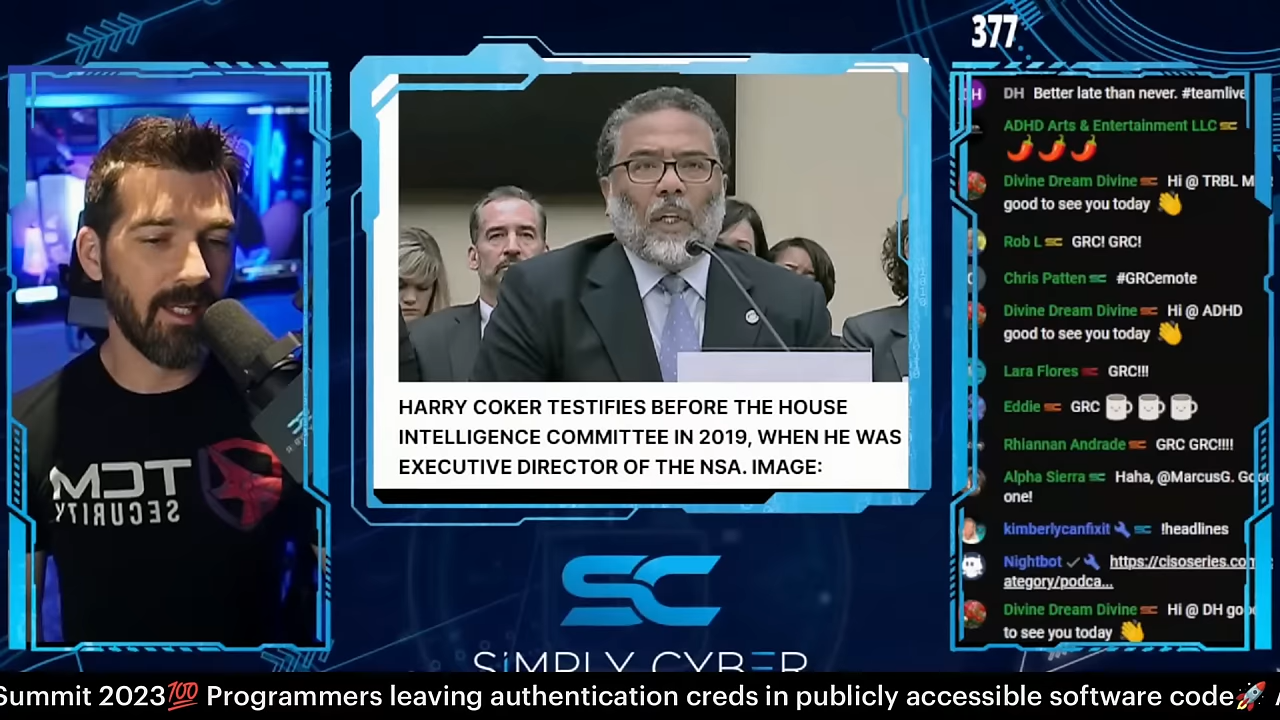 377
TCM
SECURITY
HARRY COKER TESTIFIES BEFORE THE HOUSE
INTELLIGENCE COMMITTEE IN 2019, WHEN HE WAS
EXECUTIVE DIRECTOR OF THE NSA. IMAGE:
SC
SIMPLY CYBER
H DH Better late than never. #teamlive
ADHD Arts & Entertainment LLC
🌶️🌶️🌶️
Divine Dream Divine Hi @ TRBL M
good to see you today 👋
Rob L GRC! GRC!
Chris Patten #GRCemote
Divine Dream Divine Hi @ ADHD
good to see you today 👋
Lara Flores GRC!!!
Eddie GRC
Rhiannan Andrade GRC GRC!!!!
Alpha Sierra Haha, @MarcusG. Good
one!
kimberlycanfixit 🔧 !headlines
Nightbot ✓ 🔧 https://cisoseries.com
ategory/podca...
Divine Dream Divine Hi @ DH good
to see you today 👋
Summit 2023💯 Programmers leaving authentication creds in publicly accessible software code🚀